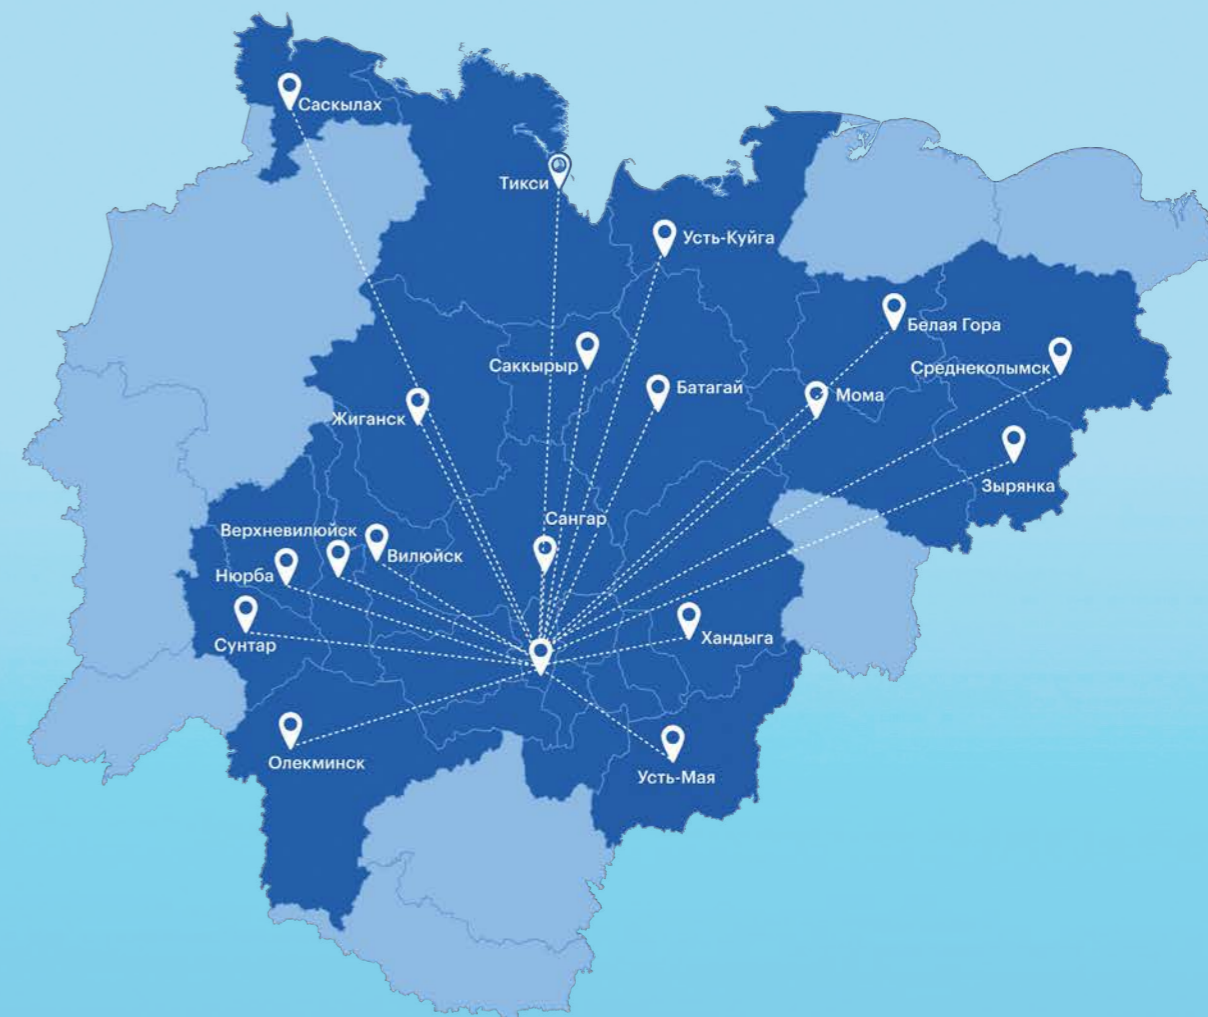 Саскылах
Тикси
Усть-Куйга
Белая Гора
Саккырыр
Среднеколымск
Батагай
Мома
Жиганск
Зырянка
Сангар
Верхневилюйск
Вилюйск
Нюрба
Хандыга
Сунтар
Олекминск
Усть-Мая